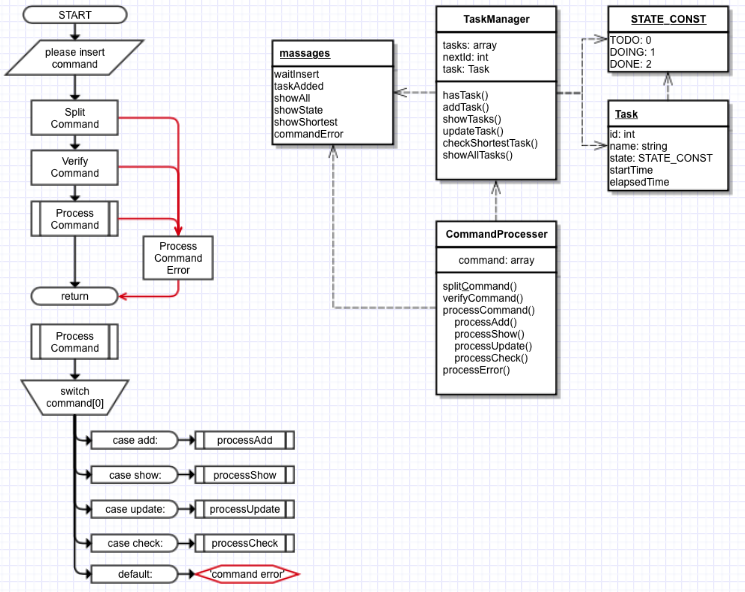 START
please insert
command
Split
Command
Verify
Command
Process
Command
Process
Command
Error
return
Process
Command
switch
command[0]
case add:
processAdd
case show:
processShow
case update:
processUpdate
case check:
processCheck
default:
'command error'
massages
waitInsert
taskAdded
showAll
showState
showShortest
commandError
TaskManager
tasks: array
nextId: int
task: Task
hasTask()
addTask()
showTasks()
updateTask()
checkShortestTask()
showAllTasks()
STATE_CONST
TODO: 0
DOING: 1
DONE: 2
Task
id: int
name: string
state: STATE_CONST
startTime
elapsedTime
CommandProcesser
command: array
splitCommand()
verifyCommand()
processCommand()
processAdd()
processShow()
processUpdate()
processCheck()
processError()